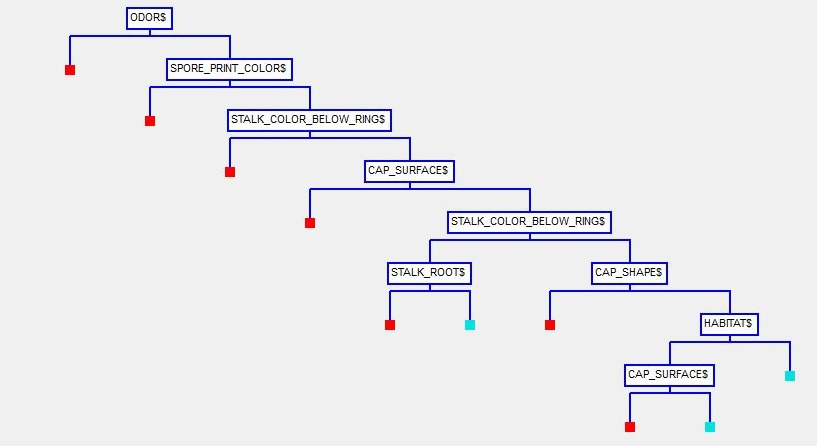 ODOR$
SPORE_PRINT_COLOR$
STALK_COLOR_BELOW_RING$
CAP_SURFACE$
STALK_COLOR_BELOW_RING$
STALK_ROOT$
CAP_SHAPE$
HABITAT$
CAP_SURFACE$